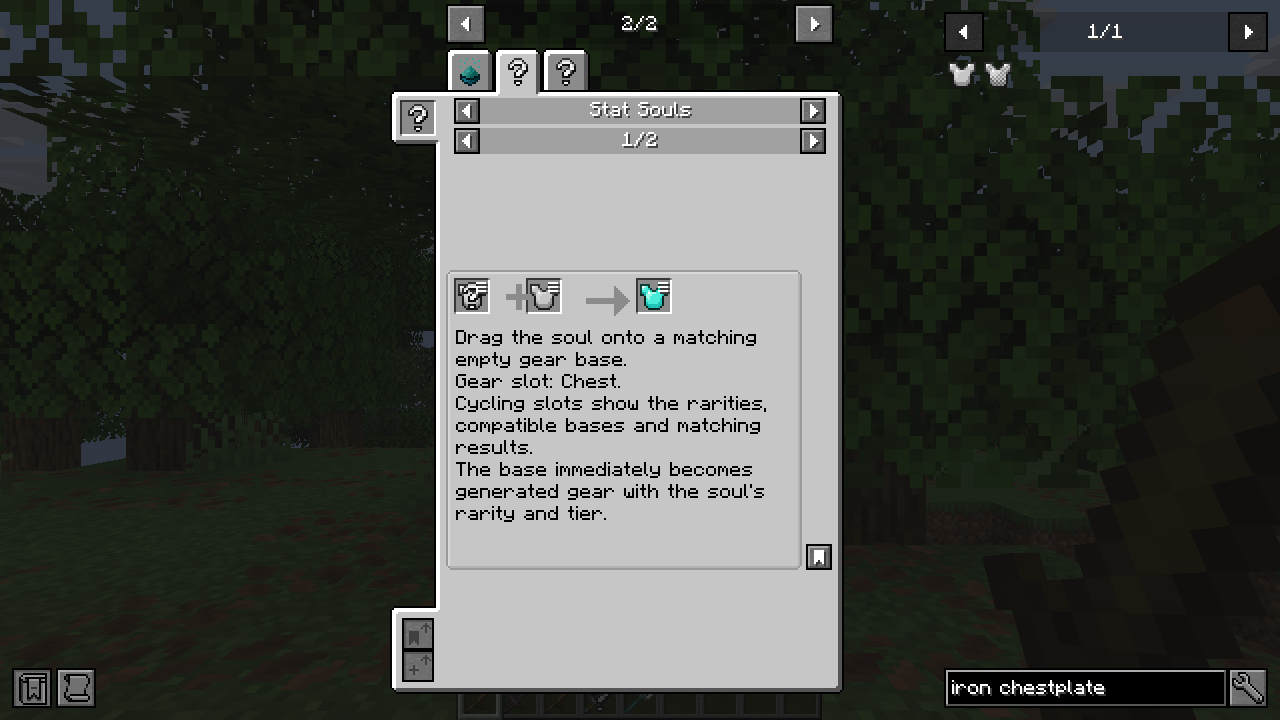 2/2
1/1
Stat Souls
1/2
Drag the soul onto a matching
empty gear base.
Gear slot: Chest.
Cycling slots show the rarities,
compatible bases and matching
results.
The base immediately becomes
generated gear with the soul's
rarity and tier.
iron chestplate